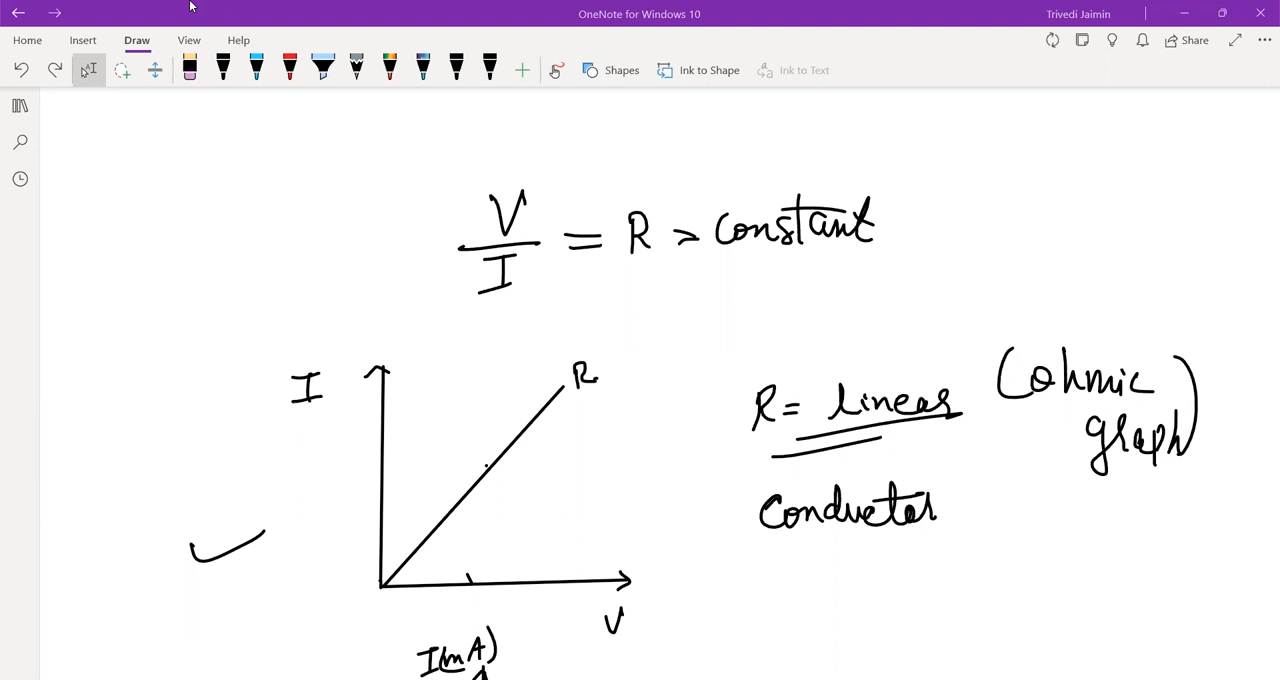 OneNote for Windows 10
Trivedi Jaimin
Home Insert Draw View Help
Share
Shapes Ink to Shape Ink to Text
V
I
= R = constant
I
R
R = linear (ohmic
graph)
conductor
V
I(mA)